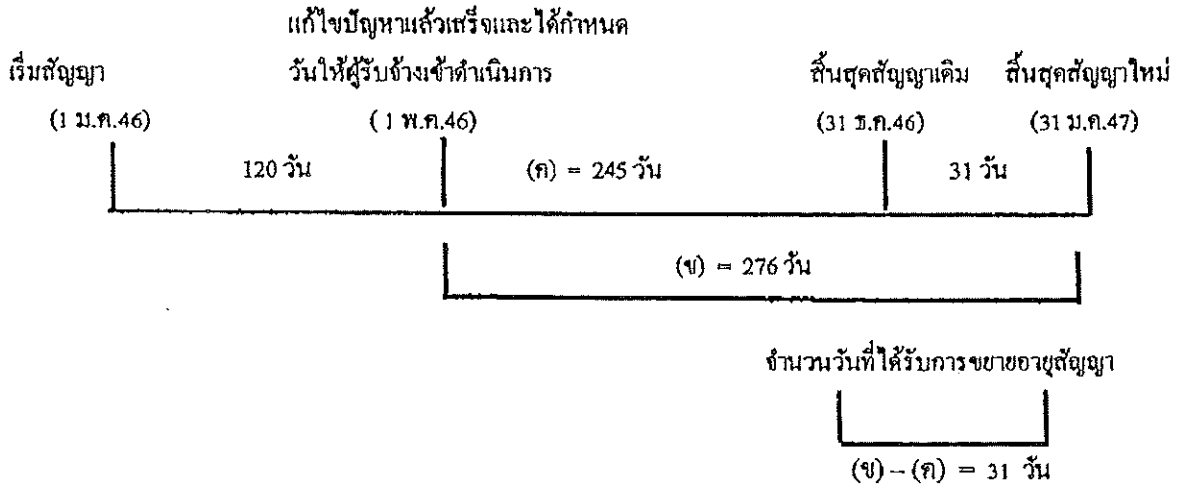 แก้ไขปัญหาแล้วเสร็จและได้กำหนด
เริ่มสัญญา วันให้ผู้รับจ้างเข้าดำเนินการ สิ้นสุดสัญญาเดิม สิ้นสุดสัญญาใหม่
(1 ม.ค.46) ( 1 พ.ค.46) (31 ธ.ค.46) (31 ม.ค.47)
120 วัน (ค) = 245 วัน 31 วัน
(ข) = 276 วัน
จำนวนวันที่ได้รับการขยายอายุสัญญา
(ข) – (ค) = 31 วัน